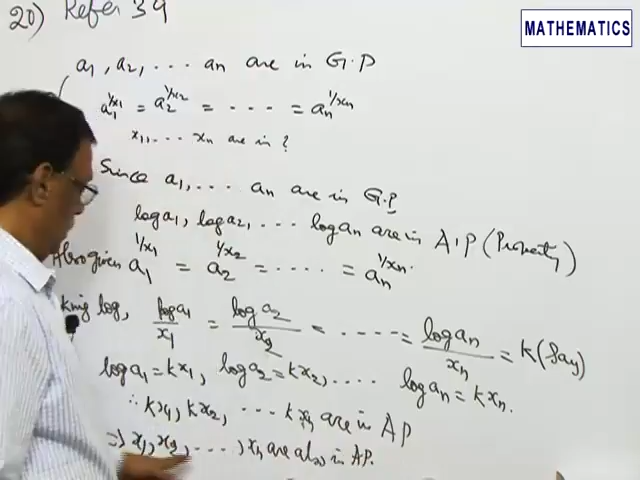 MATHEMATICS
20) Refer 39
a₁, a₂, ... aₙ are in G.P
a₁^(1/x₁) = a₂^(1/x₂) = .... = aₙ^(1/xₙ)
x₁, ... xₙ are in ?
Since a₁, .... aₙ are in G.P
log a₁, log a₂, ... log aₙ are in A.P (Property)
Also given a₁^(1/x₁) = a₂^(1/x₂) = .... = aₙ^(1/xₙ).
king log, log a₁/x₁ = log a₂/x₂ = ..... = log aₙ/xₙ = K (Say)
log a₁ = kx₁, log a₂ = kx₂, .... log aₙ = kxₙ.
∴ kx₁, kx₂, ... kxₙ are in AP
⇒ x₁, x₂, ..., xₙ are also in AP.